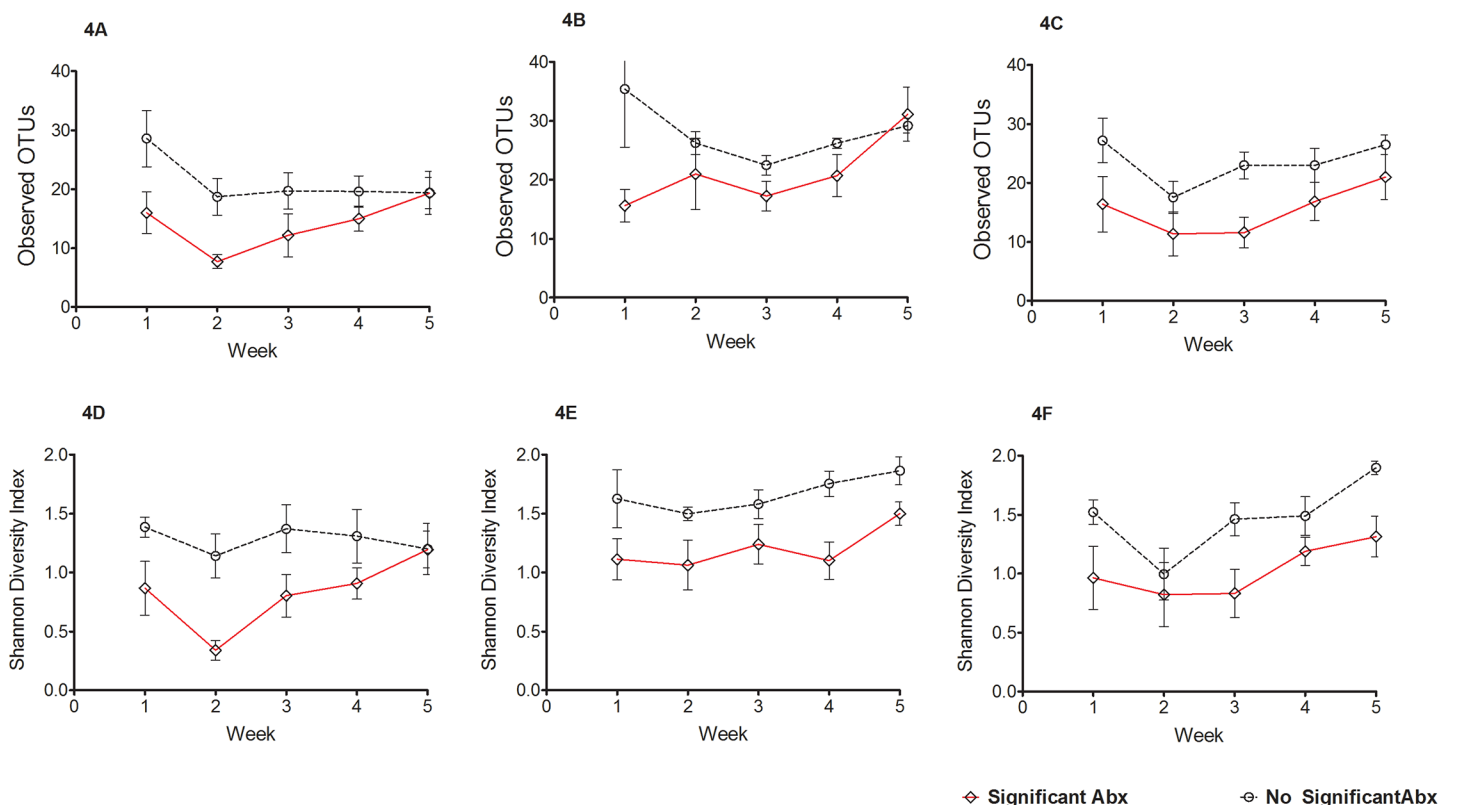 4A
Observed OTUs
40
30
20
10
0
0 1 2 3 4 5
Week
4B
Observed OTUs
40
30
20
10
0
0 1 2 3 4 5
Week
4C
Observed OTUs
40
30
20
10
0
0 1 2 3 4 5
Week
4D
Shannon Diversity Index
2.0
1.5
1.0
0.5
0.0
0 1 2 3 4 5
Week
4E
Shannon Diversity Index
2.0
1.5
1.0
0.5
0.0
0 1 2 3 4 5
Week
4F
Shannon Diversity Index
2.0
1.5
1.0
0.5
0.0
0 1 2 3 4 5
Week
Significant Abx No SignificantAbx